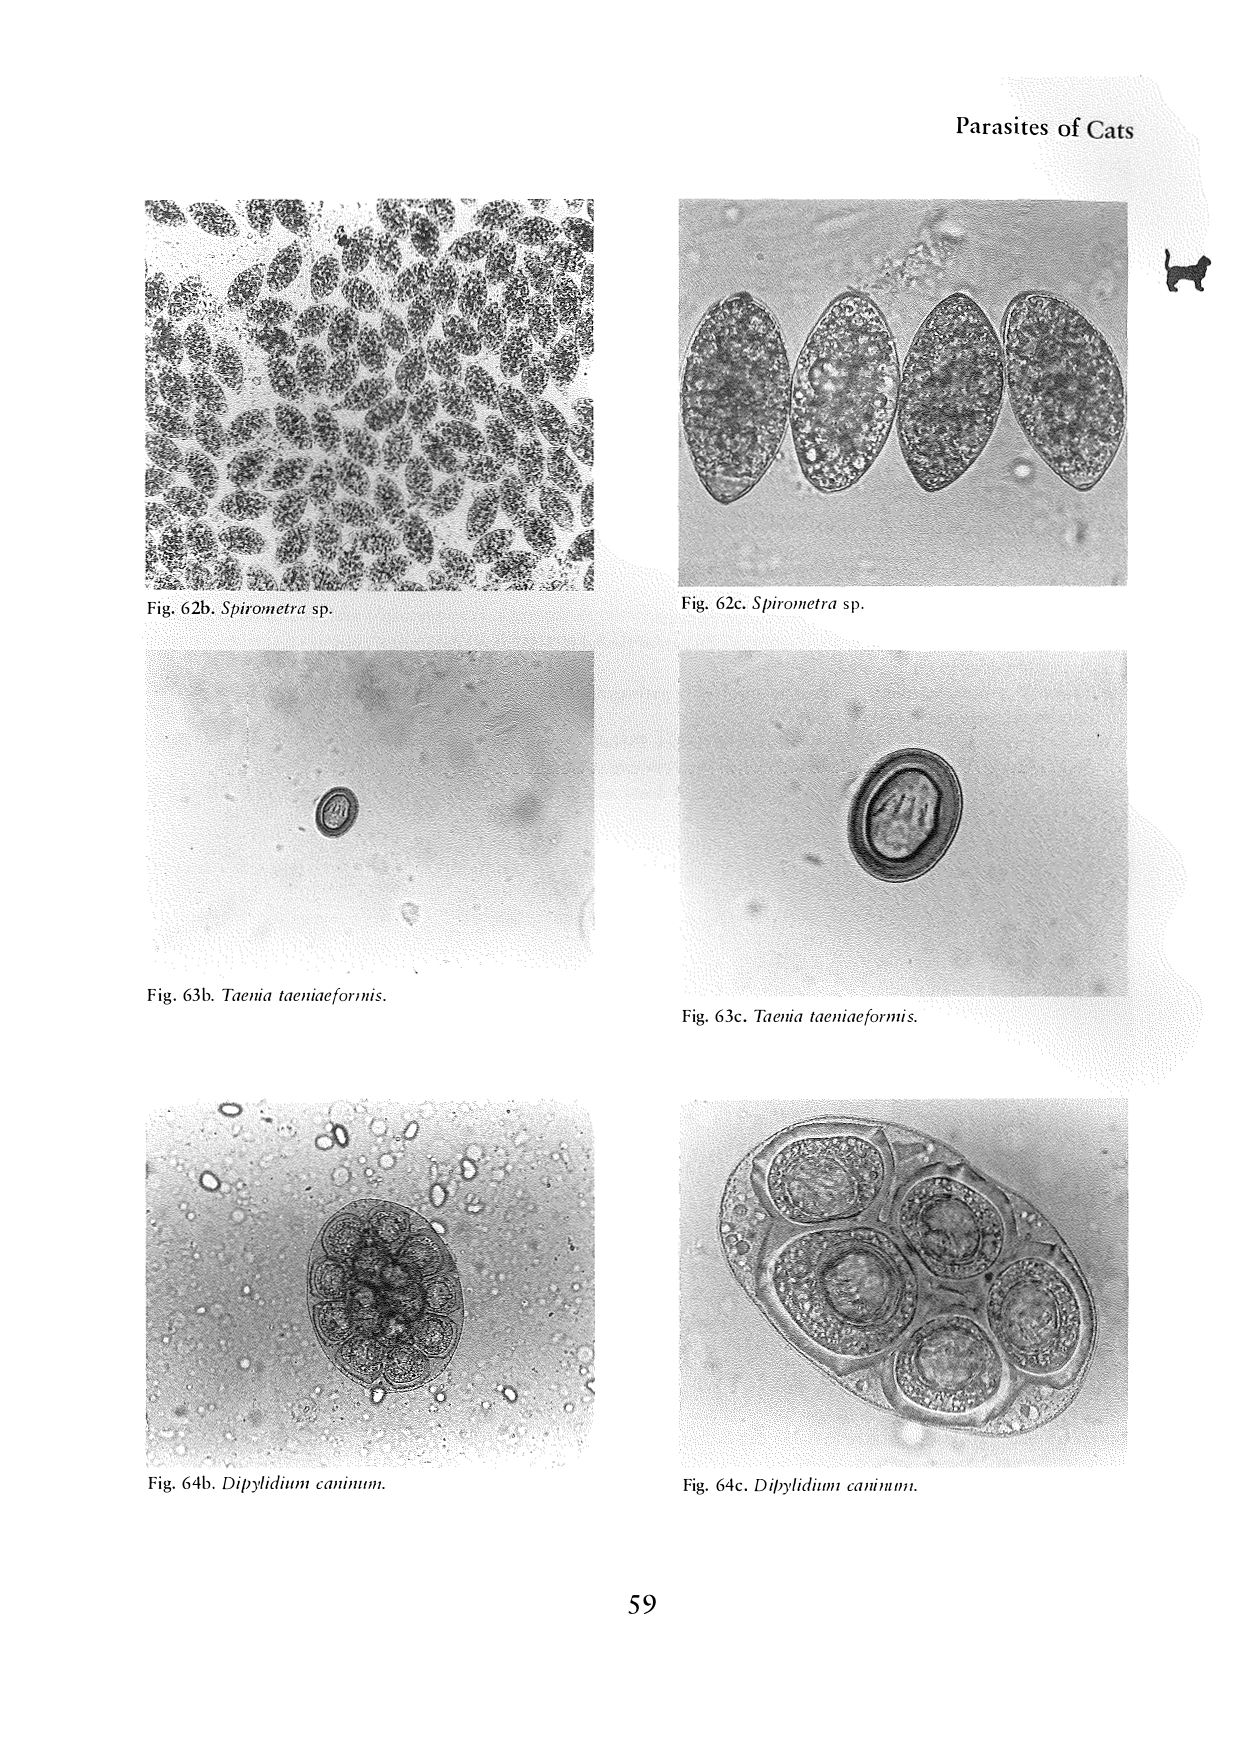 Parasites of Cats
Fig. 62b. Spirometra sp.
Fig. 62c. Spirometra sp.
Fig. 63b. Taenia taeniaeformis.
Fig. 63c. Taenia taeniaeformis.
Fig. 64b. Dipylidium caninum.
Fig. 64c. Dipylidium caninum.
59